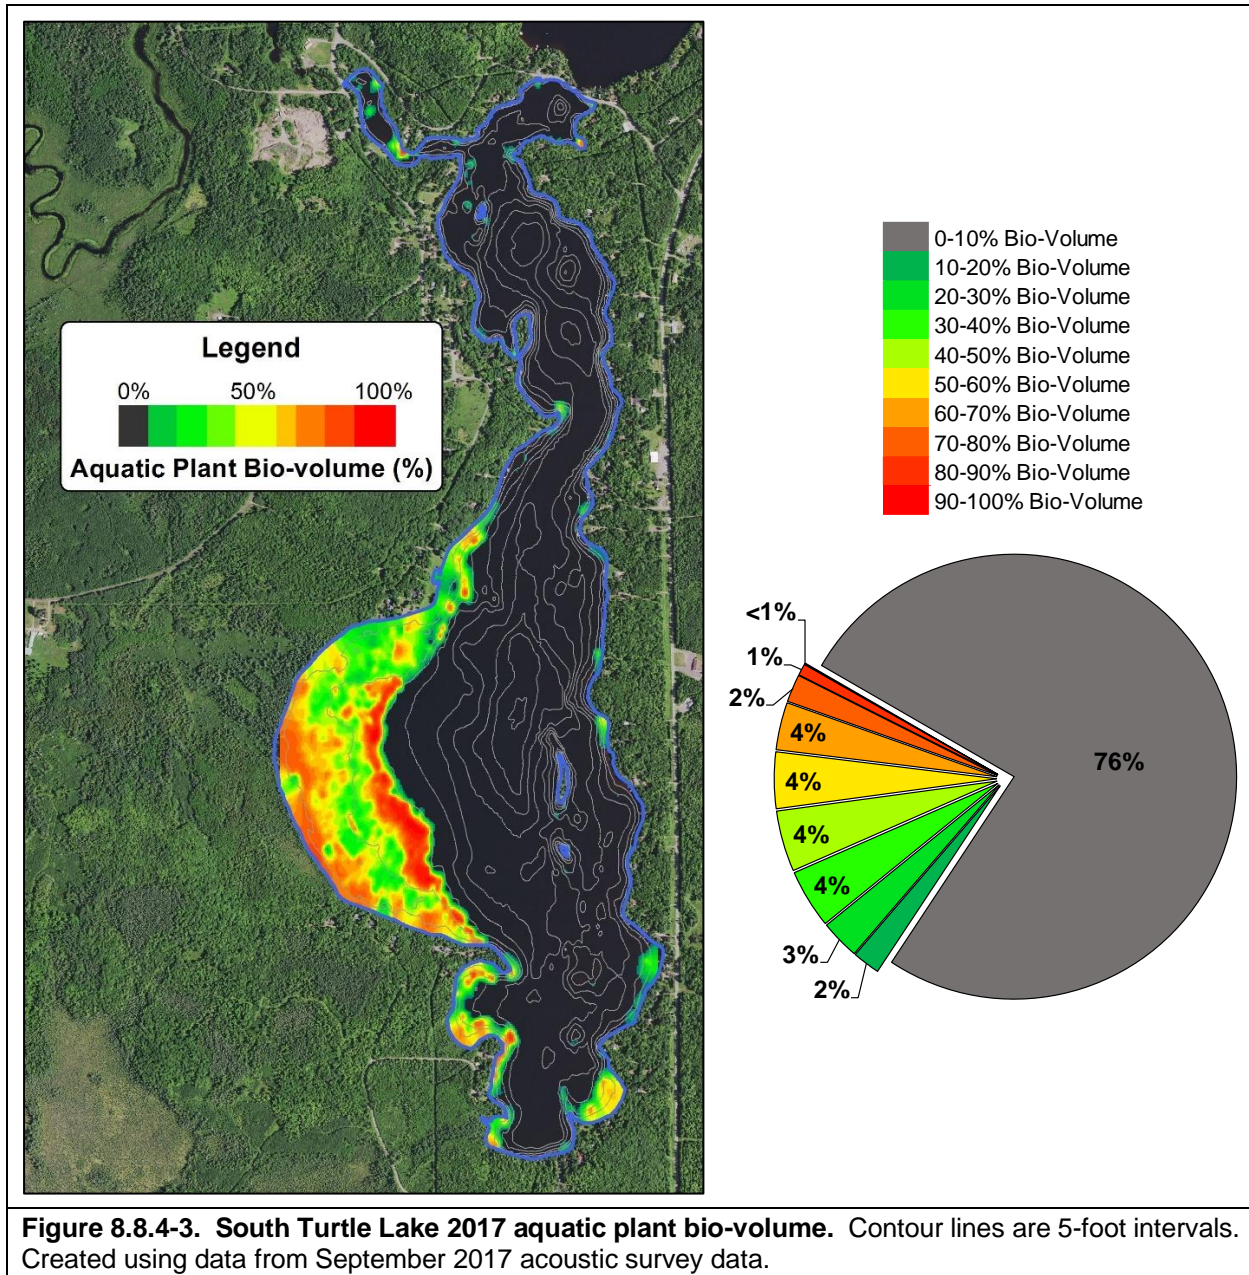 Legend
0% 50% 100%
Aquatic Plant Bio-volume (%)
0-10% Bio-Volume
10-20% Bio-Volume
20-30% Bio-Volume
30-40% Bio-Volume
40-50% Bio-Volume
50-60% Bio-Volume
60-70% Bio-Volume
70-80% Bio-Volume
80-90% Bio-Volume
90-100% Bio-Volume
<1%
1%
2%
4%
4%
4%
4%
3%
2%
76%
Figure 8.8.4-3. South Turtle Lake 2017 aquatic plant bio-volume. Contour lines are 5-foot intervals.
Created using data from September 2017 acoustic survey data.